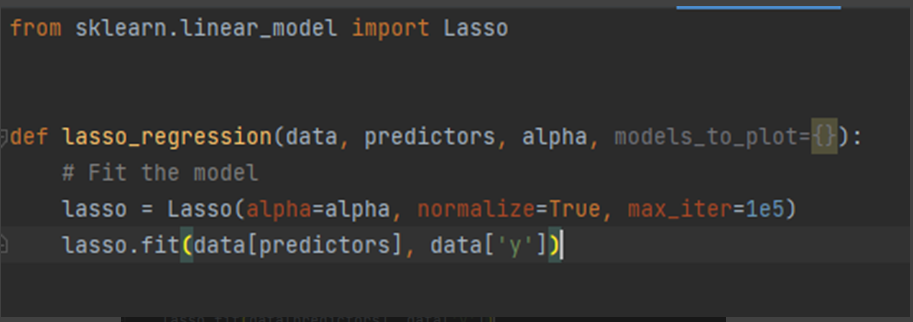 from sklearn.linear_model import Lasso
def lasso_regression(data, predictors, alpha, models_to_plot={}):
# Fit the model
lasso = Lasso(alpha=alpha, normalize=True, max_iter=1e5)
lasso.fit(data[predictors], data['y'])